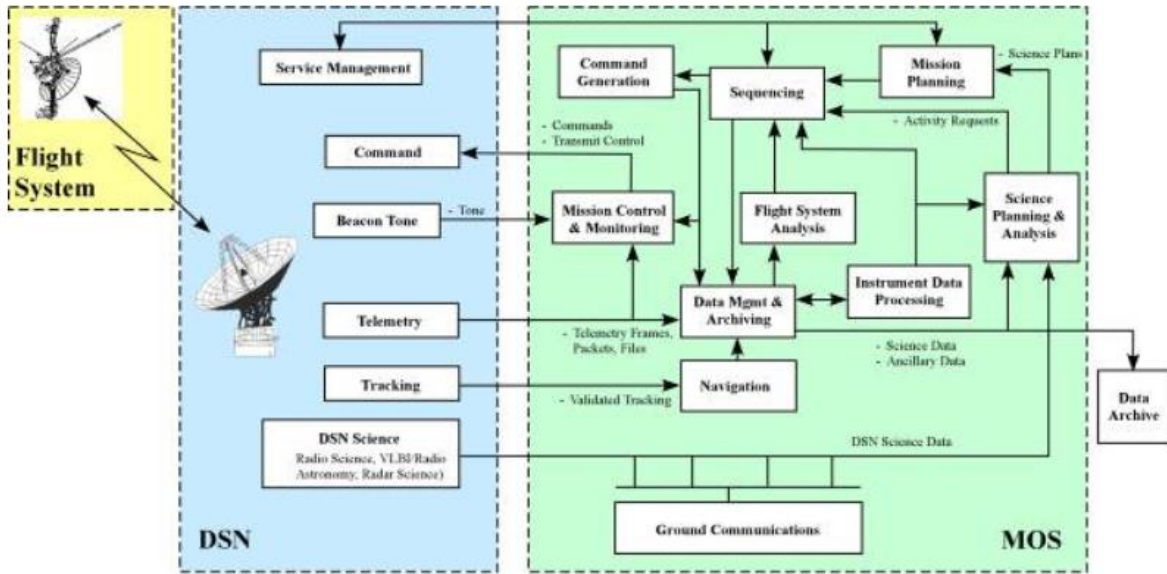 Flight
System
Service Management
Command
Beacon Tone
Telemetry
Tracking
DSN Science
Radio Science, VLBI/Radio
Astronomy, Radar Science)
DSN
Command
Generation
Sequencing
Mission
Planning
- Science Plans
- Activity Requests
- Commands
- Transmit Control
- Tone
Mission Control
& Monitoring
Flight System
Analysis
Science
Planning &
Analysis
Data Mgmt &
Archiving
Instrument Data
Processing
- Telemetry Frames,
Packets, Files
- Science Data
- Ancillary Data
Navigation
- Validated Tracking
Data
Archive
DSN Science Data
Ground Communications
MOS